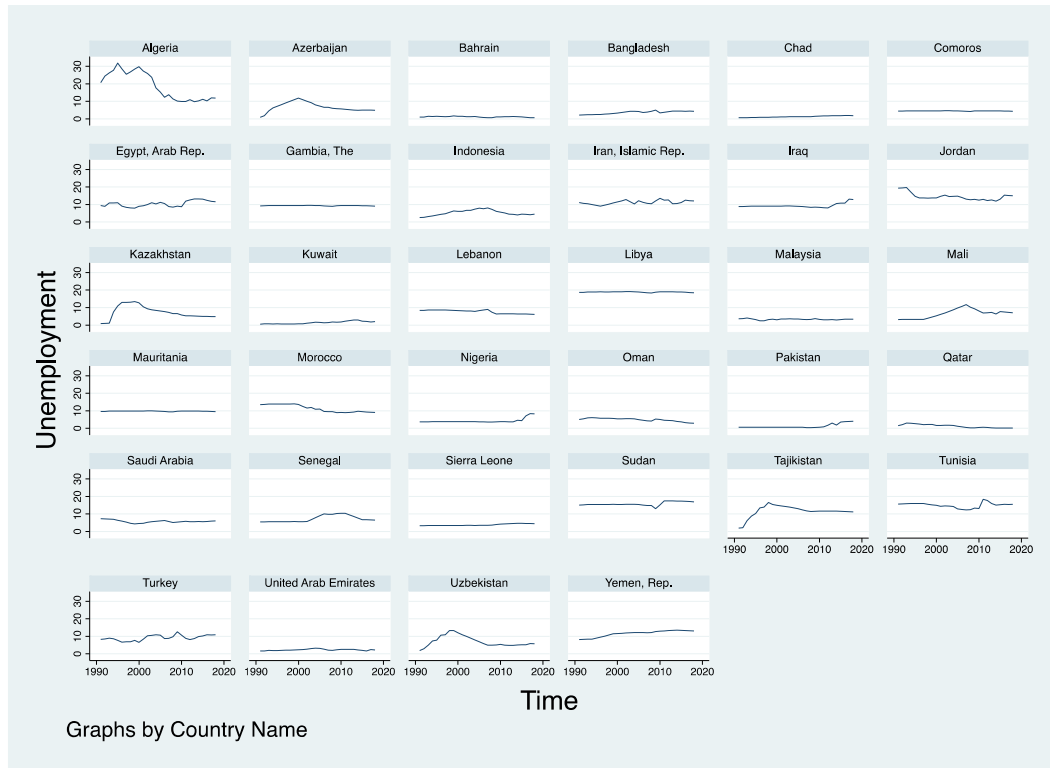 Algeria Azerbaijan Bahrain Bangladesh Chad Comoros
30
20
10
0
Egypt, Arab Rep. Gambia, The Indonesia Iran, Islamic Rep. Iraq Jordan
30
20
10
0
Kazakhstan Kuwait Lebanon Libya Malaysia Mali
30
20
10
0
Unemployment
Mauritania Morocco Nigeria Oman Pakistan Qatar
30
20
10
0
Saudi Arabia Senegal Sierra Leone Sudan Tajikistan Tunisia
30
20
10
0
1990 2000 2010 2020 1990 2000 2010 2020
Turkey United Arab Emirates Uzbekistan Yemen, Rep.
30
20
10
0
1990 2000 2010 2020 1990 2000 2010 2020 1990 2000 2010 2020 1990 2000 2010 2020
Time
Graphs by Country Name